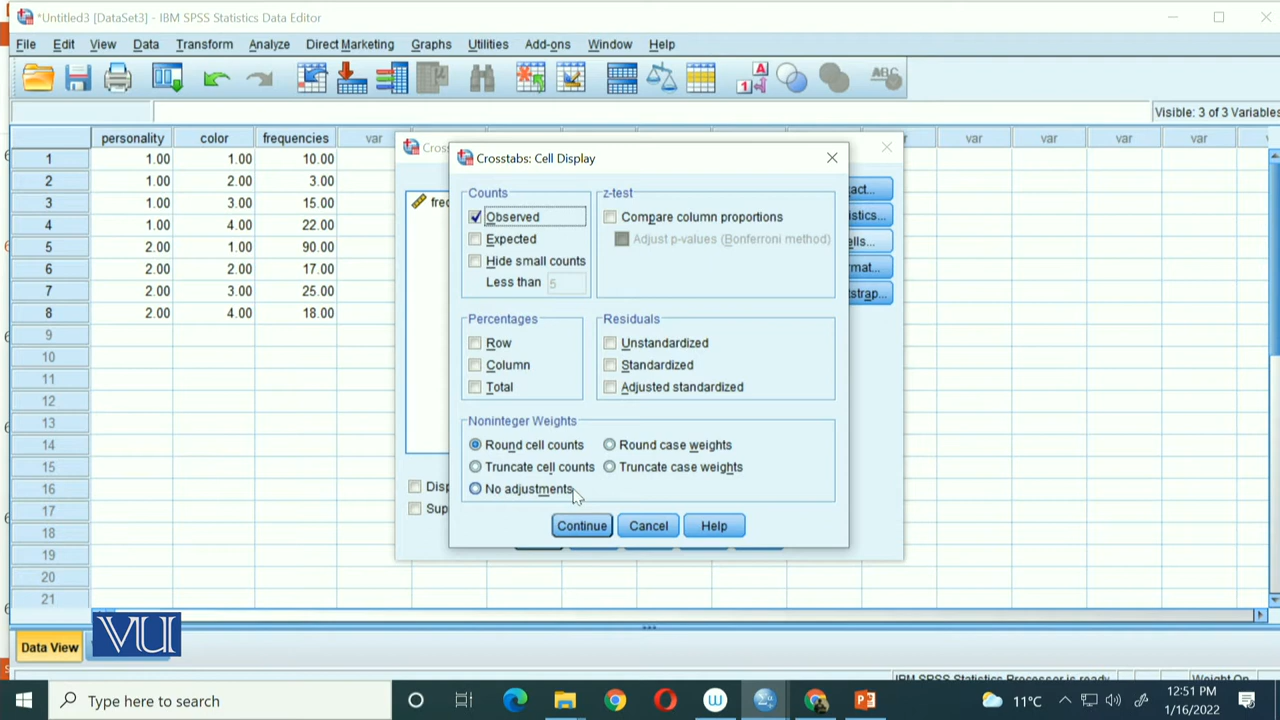 *Untitled3 [DataSet3] - IBM SPSS Statistics Data Editor
File Edit View Data Transform Analyze Direct Marketing Graphs Utilities Add-ons Window Help
Visible: 3 of 3 Variables
personality color frequencies var var var var var
1 1.00 1.00 10.00
2 1.00 2.00 3.00
3 1.00 3.00 15.00
4 1.00 4.00 22.00
5 2.00 1.00 90.00
6 2.00 2.00 17.00
7 2.00 3.00 25.00
8 2.00 4.00 18.00
9
10
11
12
13
14
15
16
17
18
19
20
21
Crosstabs: Cell Display
Counts
Observed
Expected
Hide small counts
Less than 5
z-test
Compare column proportions
Adjust p-values (Bonferroni method)
Percentages
Row
Column
Total
Residuals
Unstandardized
Standardized
Adjusted standardized
Noninteger Weights
Round cell counts Round case weights
Truncate cell counts Truncate case weights
No adjustments
Continue Cancel Help
VU
Data View
IBM SPSS Statistics Processor is ready Weight On
Type here to search
11°C
12:51 PM
1/16/2022